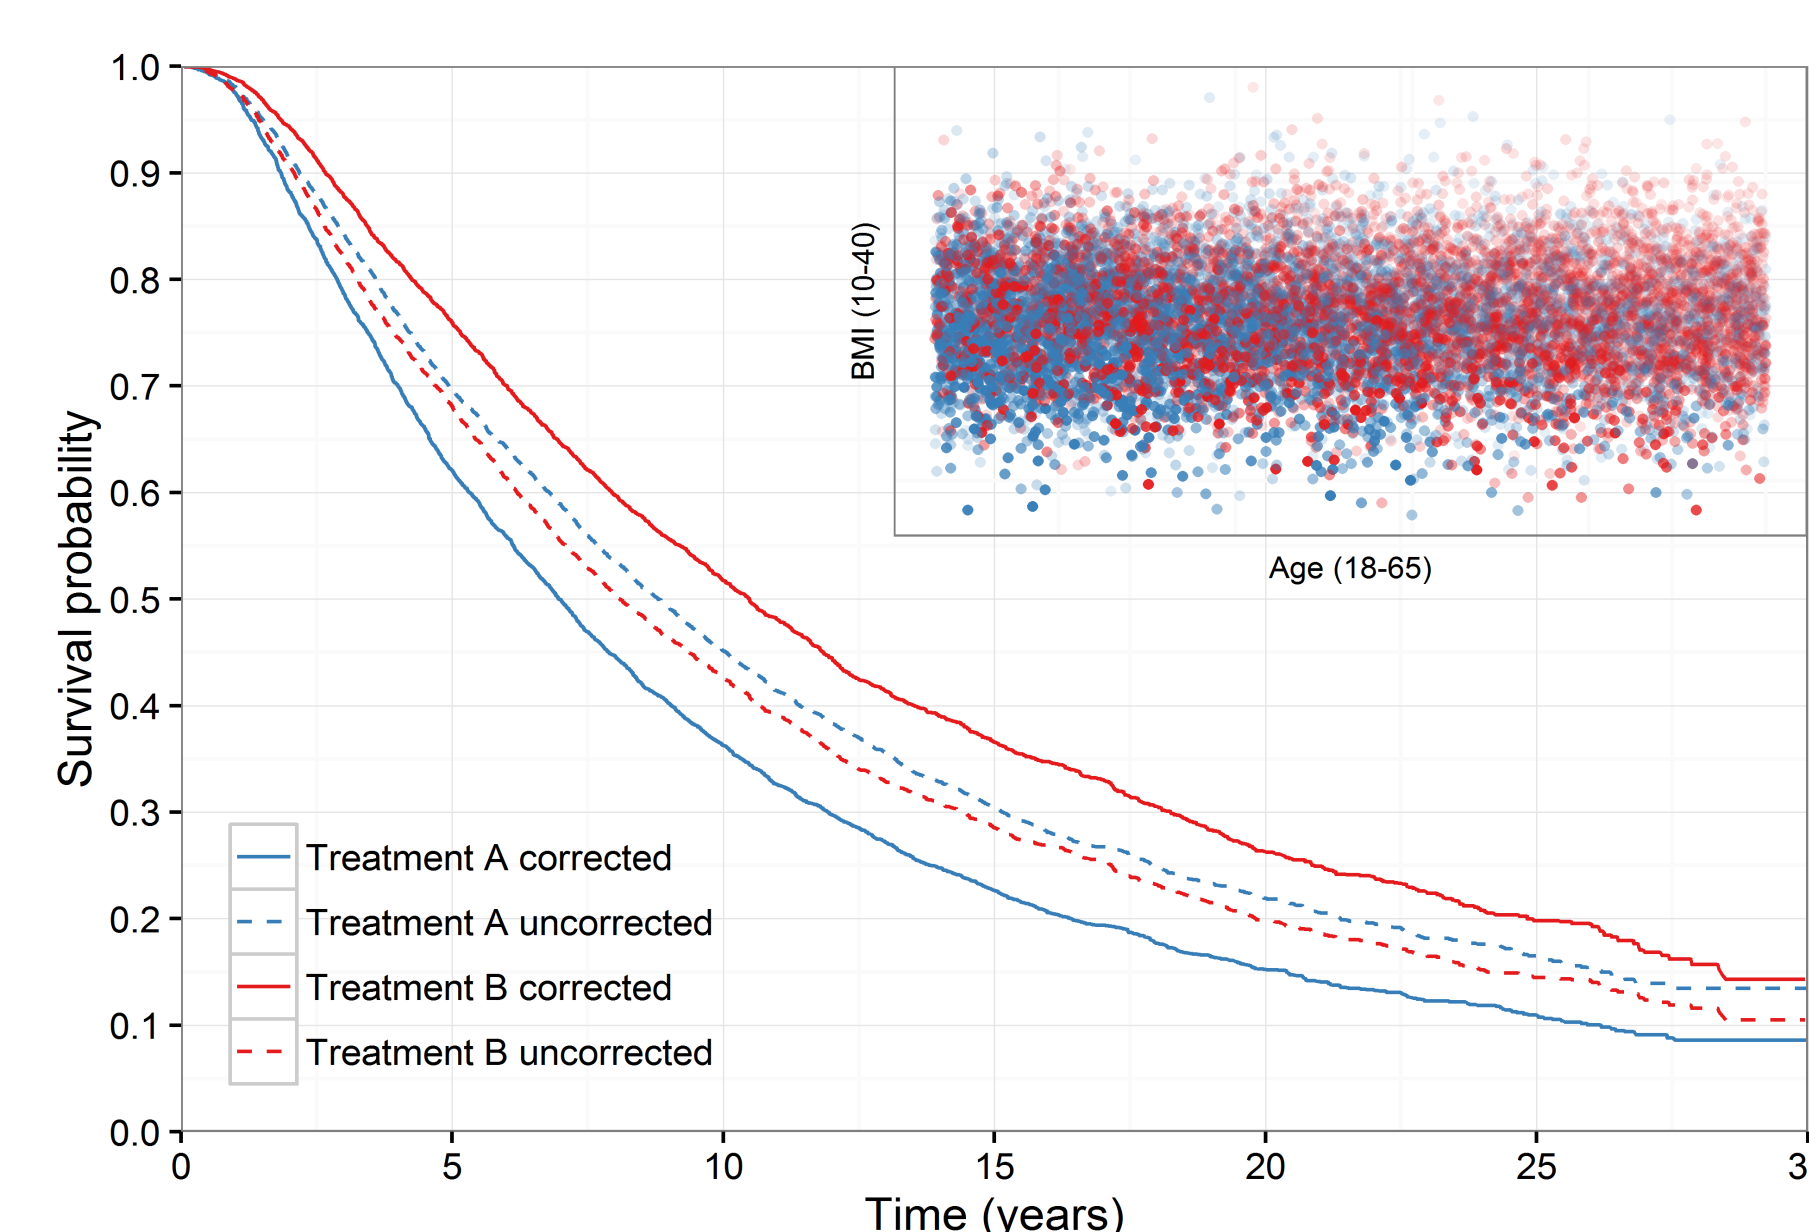 1.0
0.9
0.8
0.7
0.6
0.5
0.4
0.3
0.2
0.1
0.0
Survival probability
BMI (10-40)
Age (18-65)
Treatment A corrected
Treatment A uncorrected
Treatment B corrected
Treatment B uncorrected
0 5 10 15 20 25 3
Time (years)